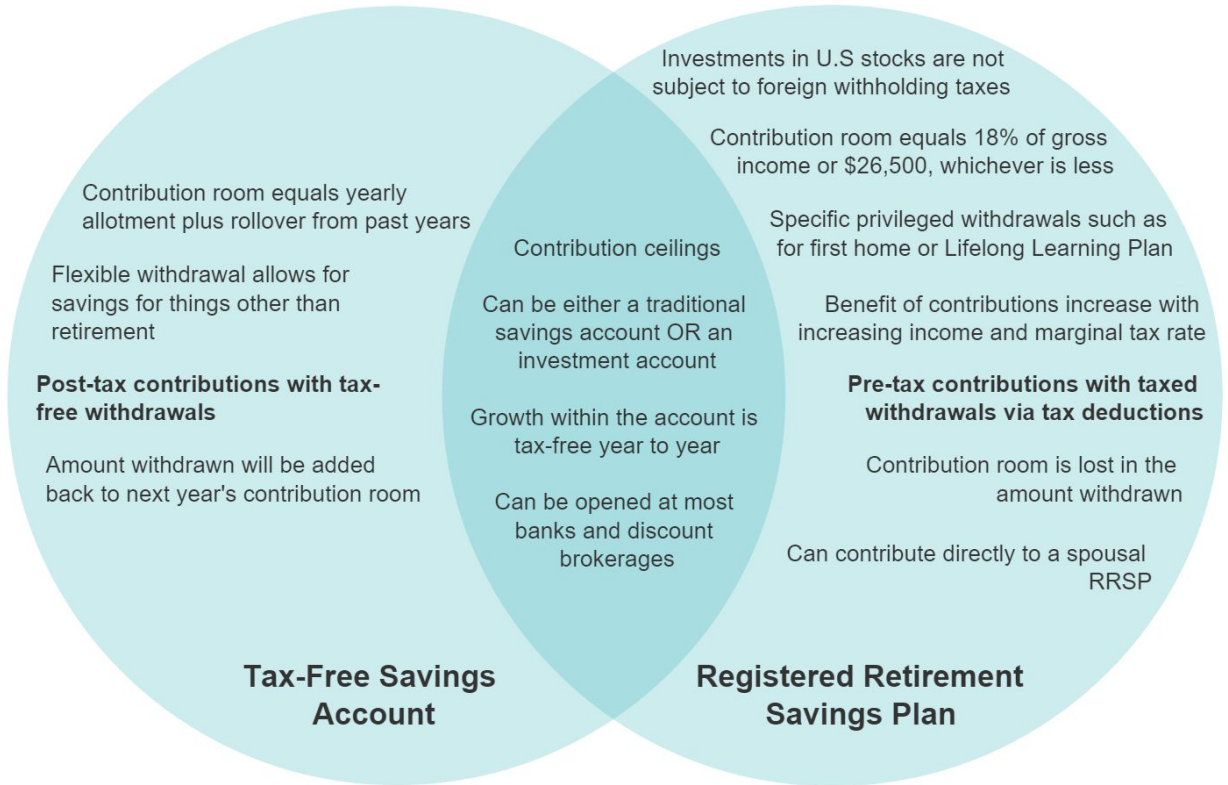 Contribution room equals yearly
allotment plus rollover from past years
Flexible withdrawal allows for
savings for things other than
retirement
Post-tax contributions with tax-
free withdrawals
Amount withdrawn will be added
back to next year's contribution room
Tax-Free Savings
Account
Contribution ceilings
Can be either a traditional
savings account OR an
investment account
Growth within the account is
tax-free year to year
Can be opened at most
banks and discount
brokerages
Investments in U.S stocks are not
subject to foreign withholding taxes
Contribution room equals 18% of gross
income or $26,500, whichever is less
Specific privileged withdrawals such as
for first home or Lifelong Learning Plan
Benefit of contributions increase with
increasing income and marginal tax rate
Pre-tax contributions with taxed
withdrawals via tax deductions
Contribution room is lost in the
amount withdrawn
Can contribute directly to a spousal
RRSP
Registered Retirement
Savings Plan